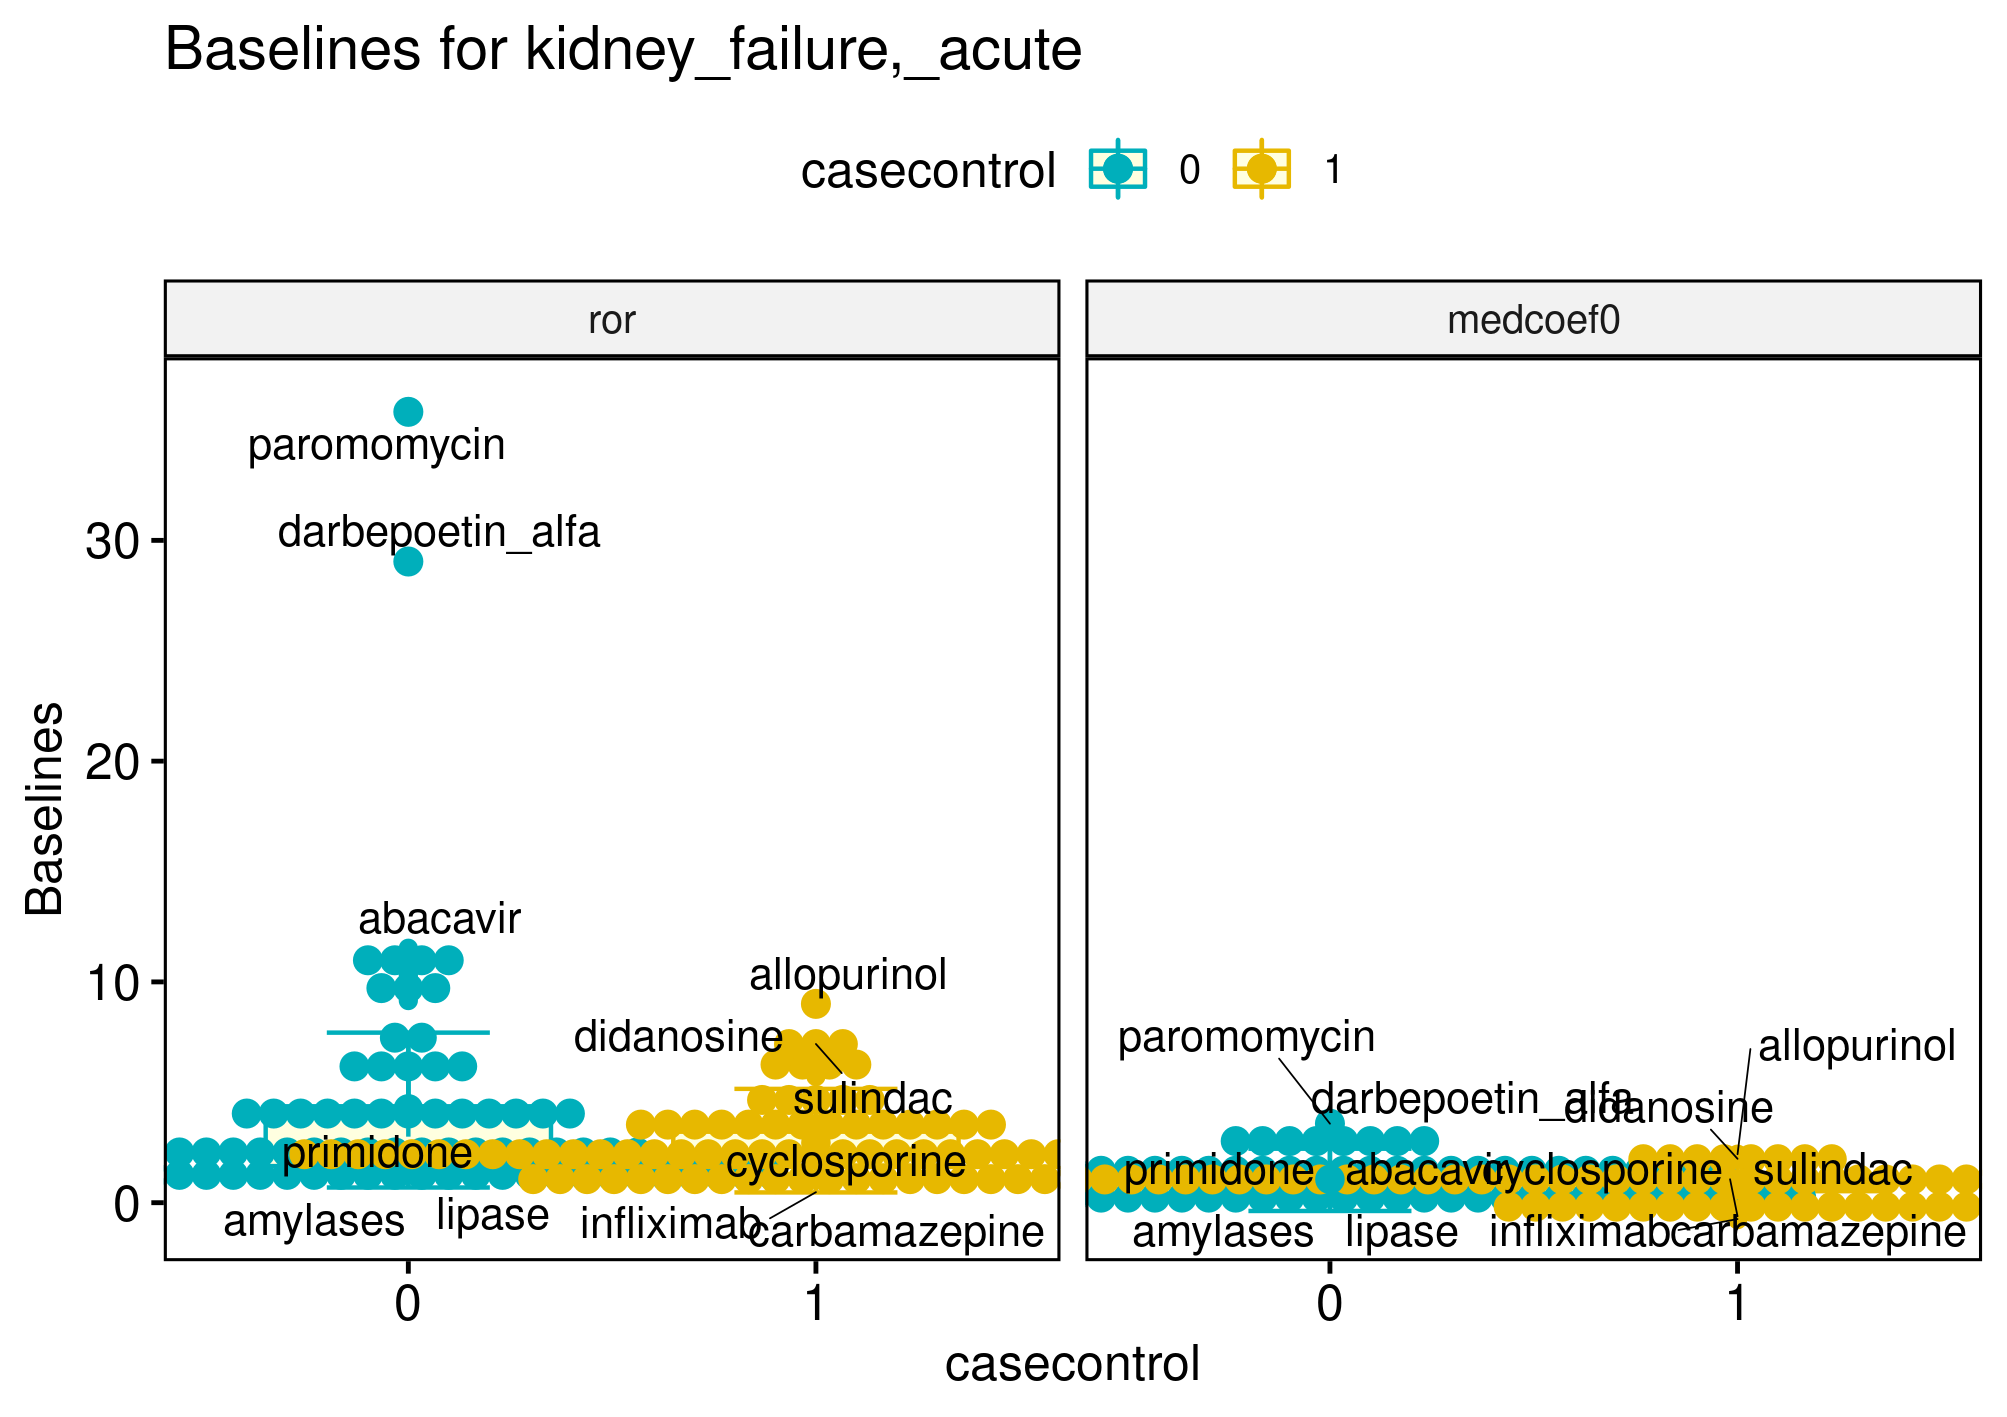 Baselines for kidney_failure,_acute
casecontrol 0 1
ror
medcoef0
Baselines
30
20
10
0
paromomycin
darbepoetin_alfa
abacavir
allopurinol
didanosine
sulindac
primidone
cyclosporine
amylases
lipase
infliximab
carbamazepine
paromomycin
allopurinol
darbepoetin_alfa
didanosine
primidone
abacavir
cyclosporine
sulindac
amylases
lipase
infliximab
carbamazepine
0 1
0 1
casecontrol